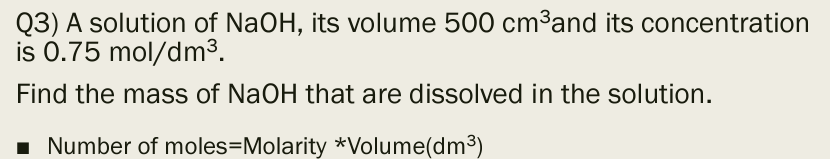 Q3) A solution of NaOH, its volume 500 cm³and its concentration
is 0.75 mol/dm³.
Find the mass of NaOH that are dissolved in the solution.
■ Number of moles=Molarity *Volume(dm³)